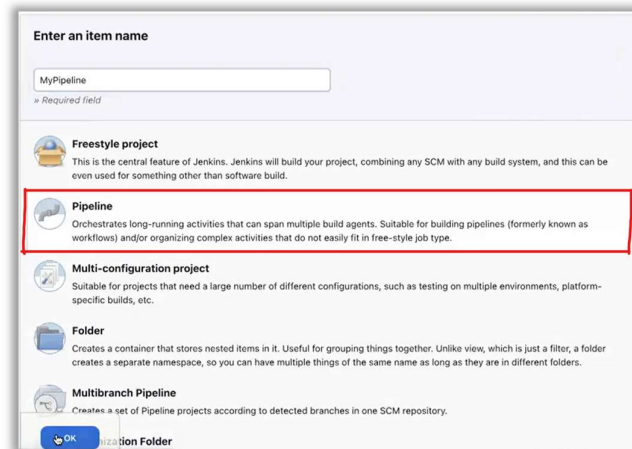 Enter an item name
MyPipeline
» Required field
Freestyle project
This is the central feature of Jenkins. Jenkins will build your project, combining any SCM with any build system, and this can be
even used for something other than software build.
Pipeline
Orchestrates long-running activities that can span multiple build agents. Suitable for building pipelines (formerly known as
workflows) and/or organizing complex activities that do not easily fit in free-style job type.
Multi-configuration project
Suitable for projects that need a large number of different configurations, such as testing on multiple environments, platform-
specific builds, etc.
Folder
Creates a container that stores nested items in it. Useful for grouping things together. Unlike view, which is just a filter, a folder
creates a separate namespace, so you can have multiple things of the same name as long as they are in different folders.
Multibranch Pipeline
Creates a set of Pipeline projects according to detected branches in one SCM repository.
OK
ization Folder